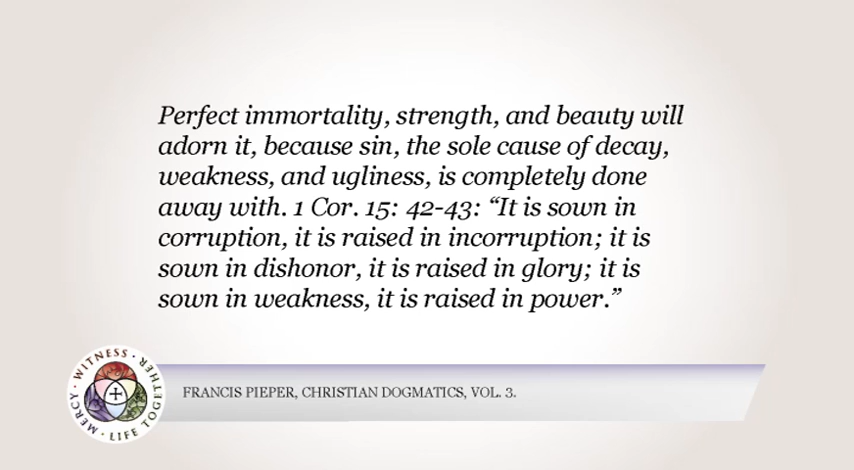 Perfect immortality, strength, and beauty will
adorn it, because sin, the sole cause of decay,
weakness, and ugliness, is completely done
away with. 1 Cor. 15: 42-43: “It is sown in
corruption, it is raised in incorruption; it is
sown in dishonor, it is raised in glory; it is
sown in weakness, it is raised in power.”
WITNESS · MERCY · LIFE TOGETHER ·
FRANCIS PIEPER, CHRISTIAN DOGMATICS, VOL. 3.